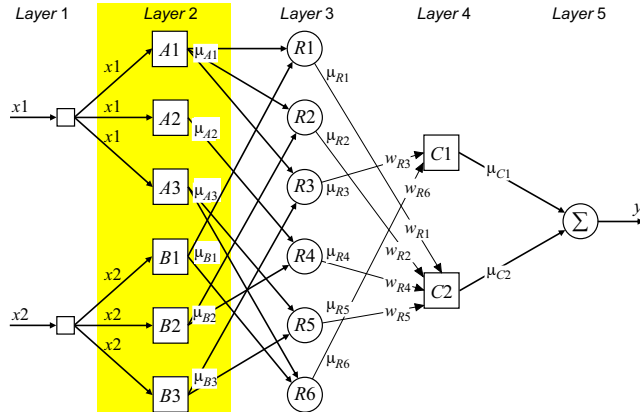 Layer 1 Layer 2 Layer 3 Layer 4 Layer 5
A1 μA1 R1
x1 μR1
x1 x1 A2 μA2 R2 μR2
x1 R3 μR3 wR3 C1
A3 μA3 wR6 μC1
y
B1 μB1 R4 μR4 wR1 Σ
x2 wR2 μC2
x2 x2 B2 μB2 R5 μR5 wR4 C2
x2 wR5
B3 μB3 R6 μR6